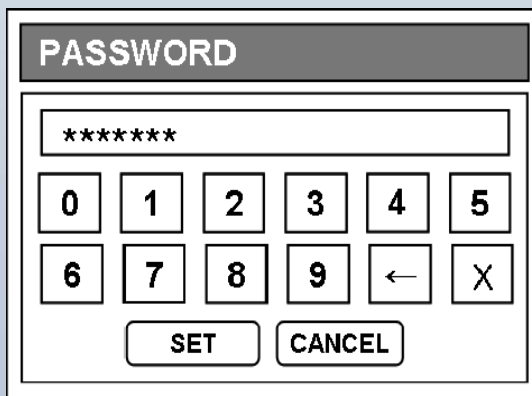 PASSWORD
*******
0 1 2 3 4 5
6 7 8 9 ← X
SET CANCEL